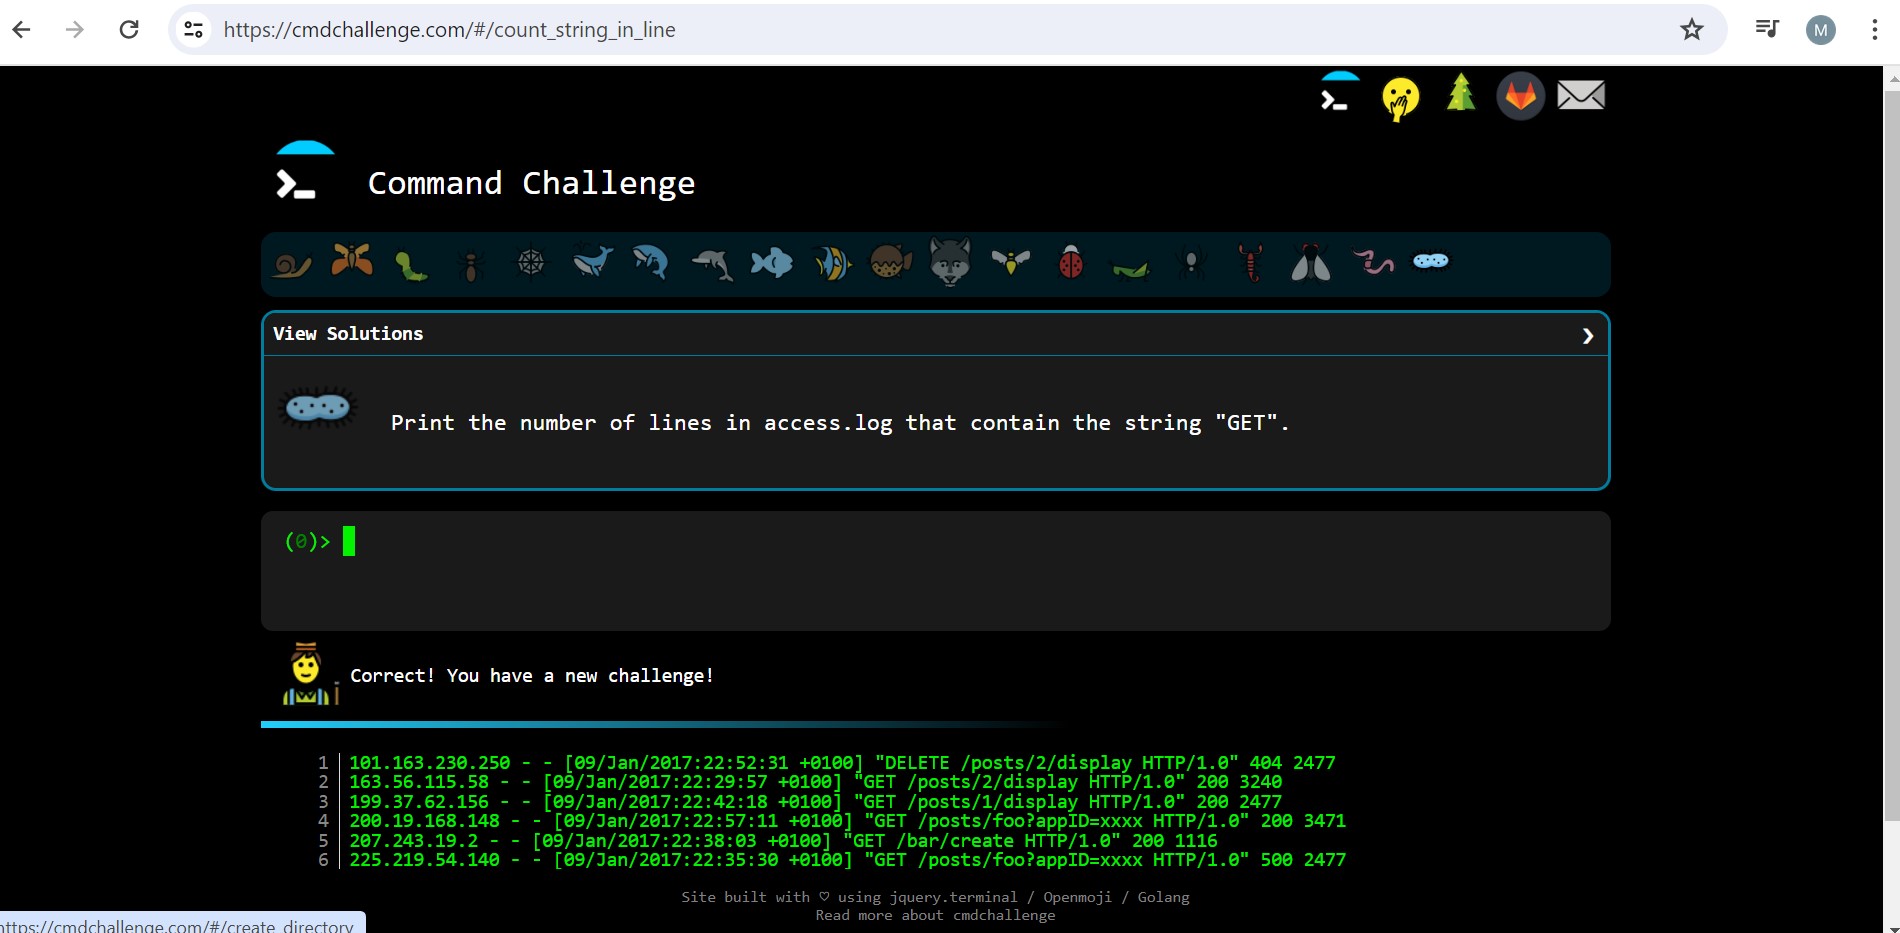 https://cmdchallenge.com/#/count_string_in_line
M
Command Challenge
View Solutions
Print the number of lines in access.log that contain the string "GET".
(0)>
Correct! You have a new challenge!
1 101.163.230.250 - - [09/Jan/2017:22:52:31 +0100] "DELETE /posts/2/display HTTP/1.0" 404 2477
2 163.56.115.58 - - [09/Jan/2017:22:29:57 +0100] "GET /posts/2/display HTTP/1.0" 200 3240
3 199.37.62.156 - - [09/Jan/2017:22:42:18 +0100] "GET /posts/1/display HTTP/1.0" 200 2477
4 200.19.168.148 - - [09/Jan/2017:22:57:11 +0100] "GET /posts/foo?appID=xxxx HTTP/1.0" 200 3471
5 207.243.19.2 - - [09/Jan/2017:22:38:03 +0100] "GET /bar/create HTTP/1.0" 200 1116
6 225.219.54.140 - - [09/Jan/2017:22:35:30 +0100] "GET /posts/foo?appID=xxxx HTTP/1.0" 500 2477
Site built with ♡ using jquery.terminal / Openmoji / Golang
Read more about cmdchallenge
https://cmdchallenge.com/#/create_directory